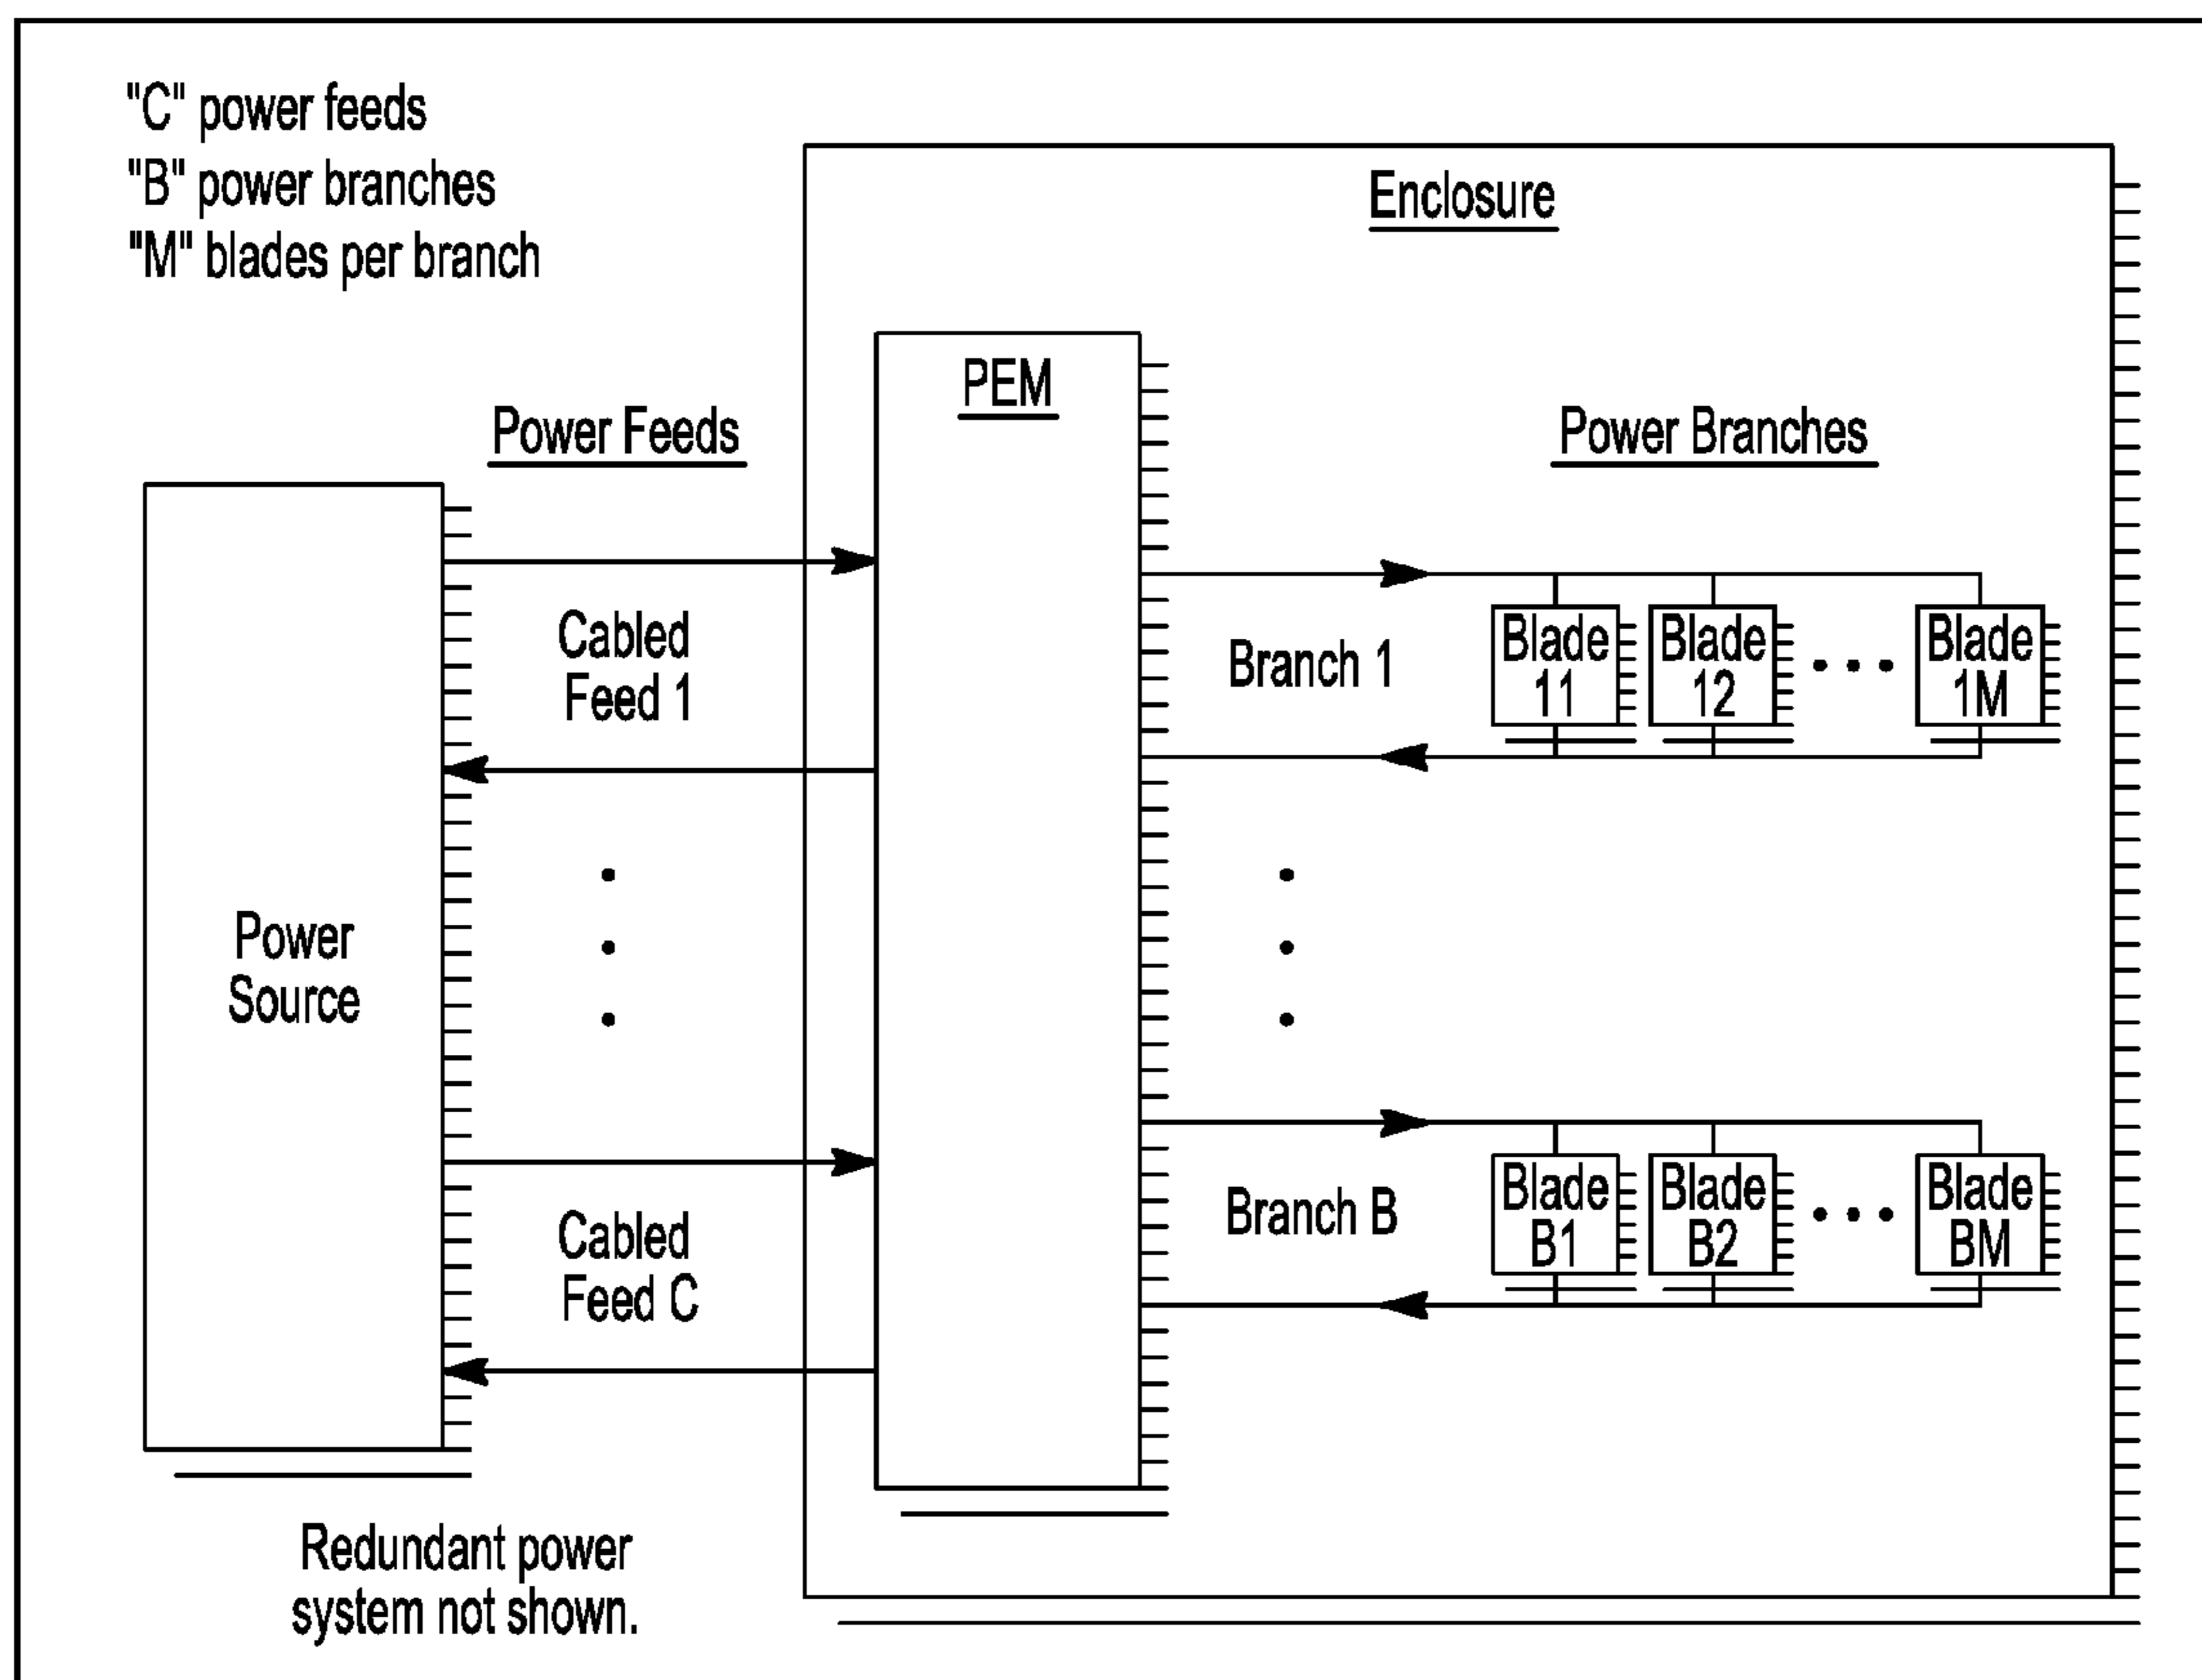 "C" power feeds
"B" power branches
"M" blades per branch
Enclosure
PEM
Power Feeds
Power Branches
Cabled
Feed 1
Branch 1
Blade
11
Blade
12
Blade
1M
Power
Source
Cabled
Feed C
Branch B
Blade
B1
Blade
B2
Blade
BM
Redundant power
system not shown.